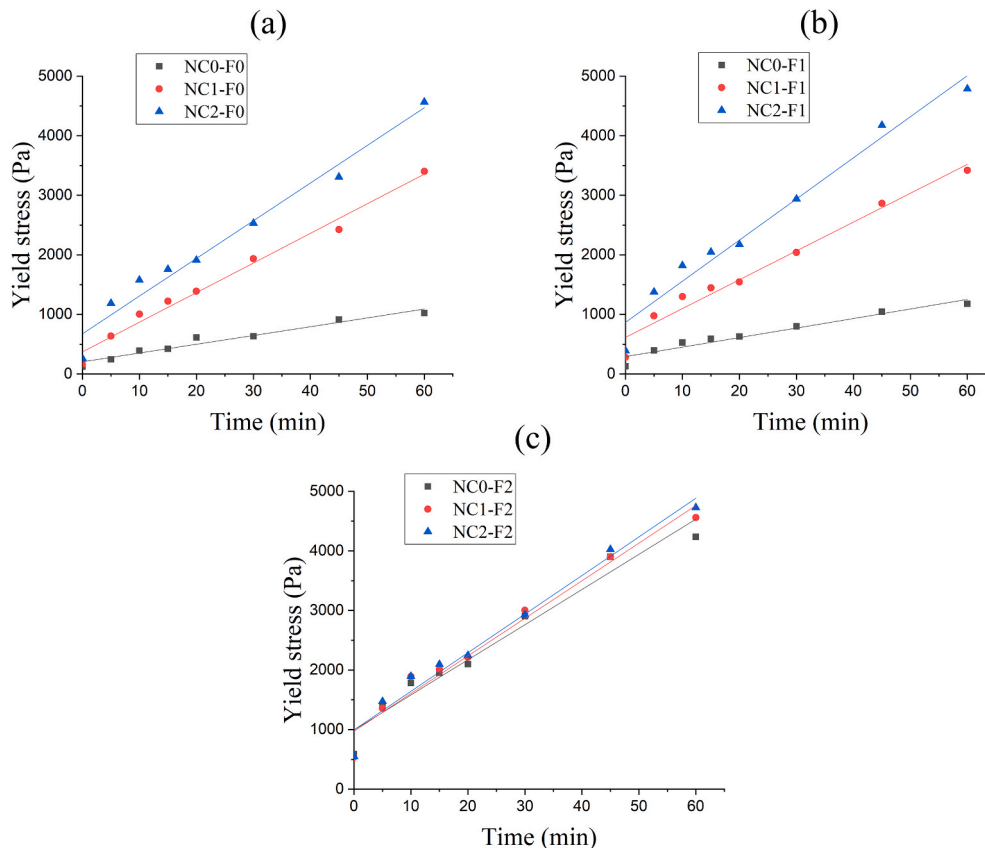 (a)
NC0-F0
NC1-F0
NC2-F0
5000
4000
3000
2000
1000
0
Yield stress (Pa)
0 10 20 30 40 50 60
Time (min)
(b)
NC0-F1
NC1-F1
NC2-F1
5000
4000
3000
2000
1000
0
Yield stress (Pa)
0 10 20 30 40 50 60
Time (min)
(c)
NC0-F2
NC1-F2
NC2-F2
5000
4000
3000
2000
1000
0
Yield stress (Pa)
0 10 20 30 40 50 60
Time (min)